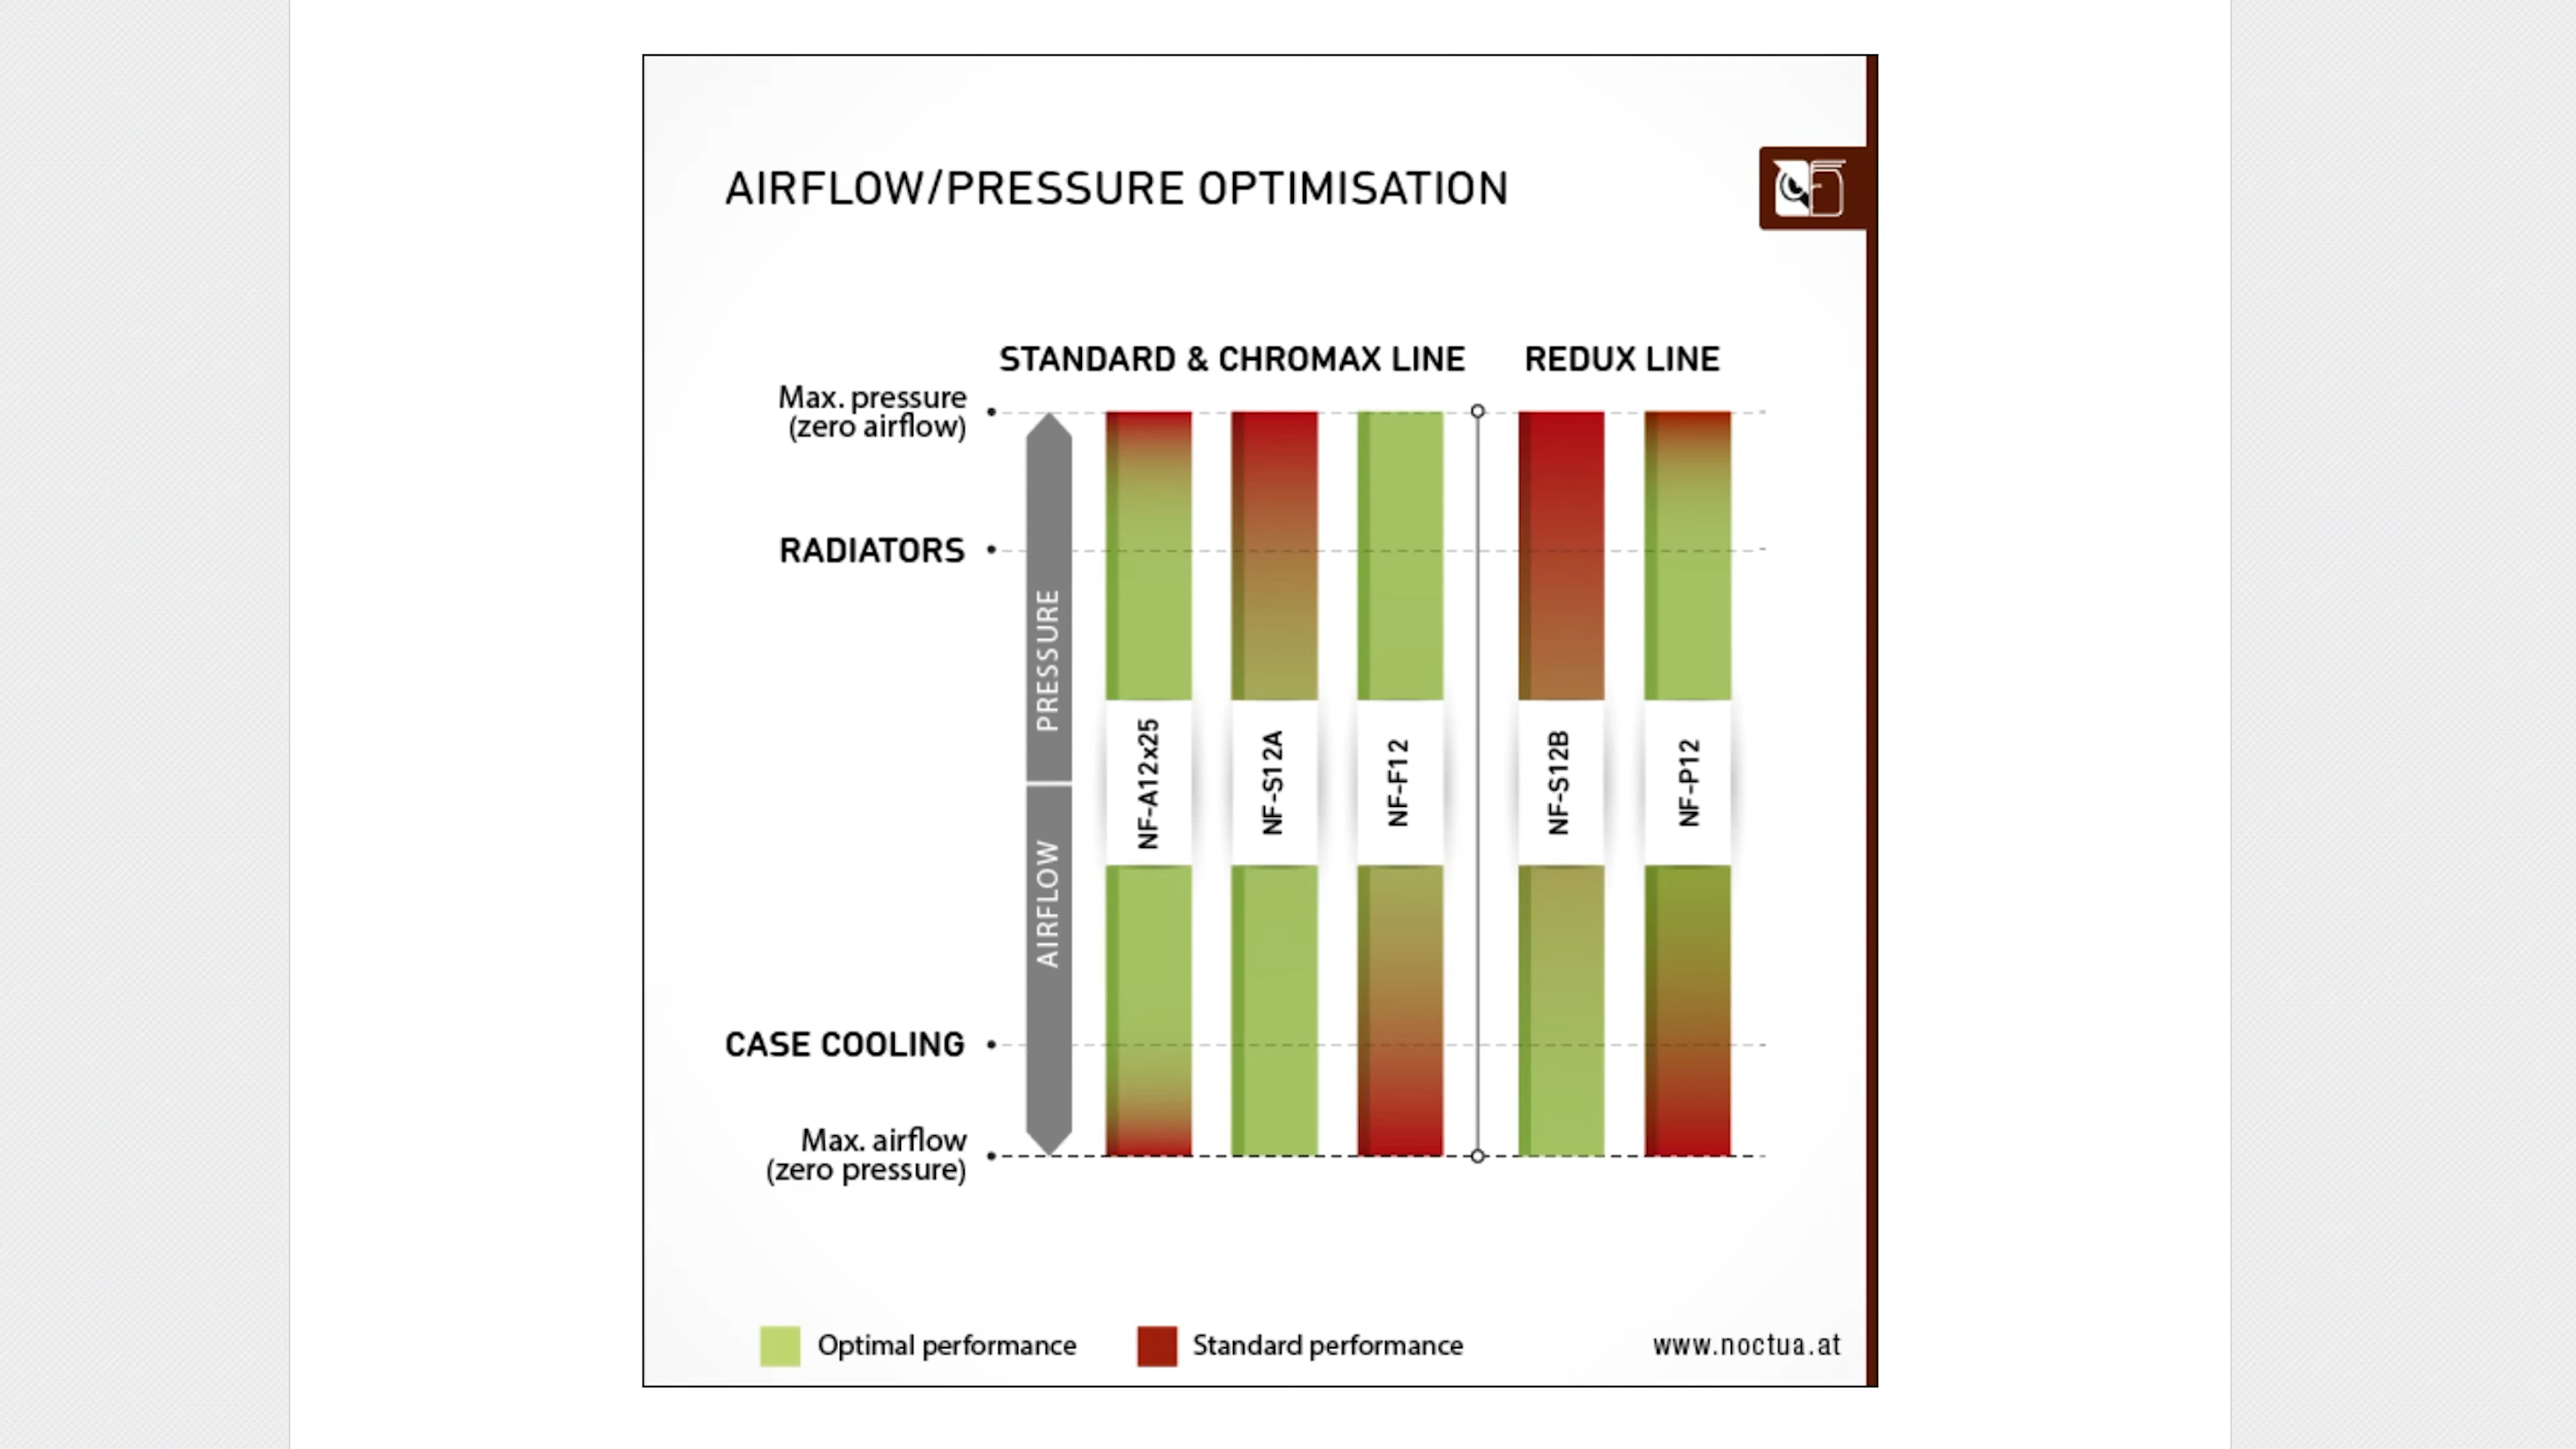 AIRFLOW/PRESSURE OPTIMISATION
STANDARD & CHROMAX LINE
REDUX LINE
Max. pressure
(zero airflow)
RADIATORS
PRESSURE
AIRFLOW
NF-A12x25
NF-S12A
NF-F12
NF-S12B
NF-P12
CASE COOLING
Max. airflow
(zero pressure)
Optimal performance
Standard performance
www.noctua.at